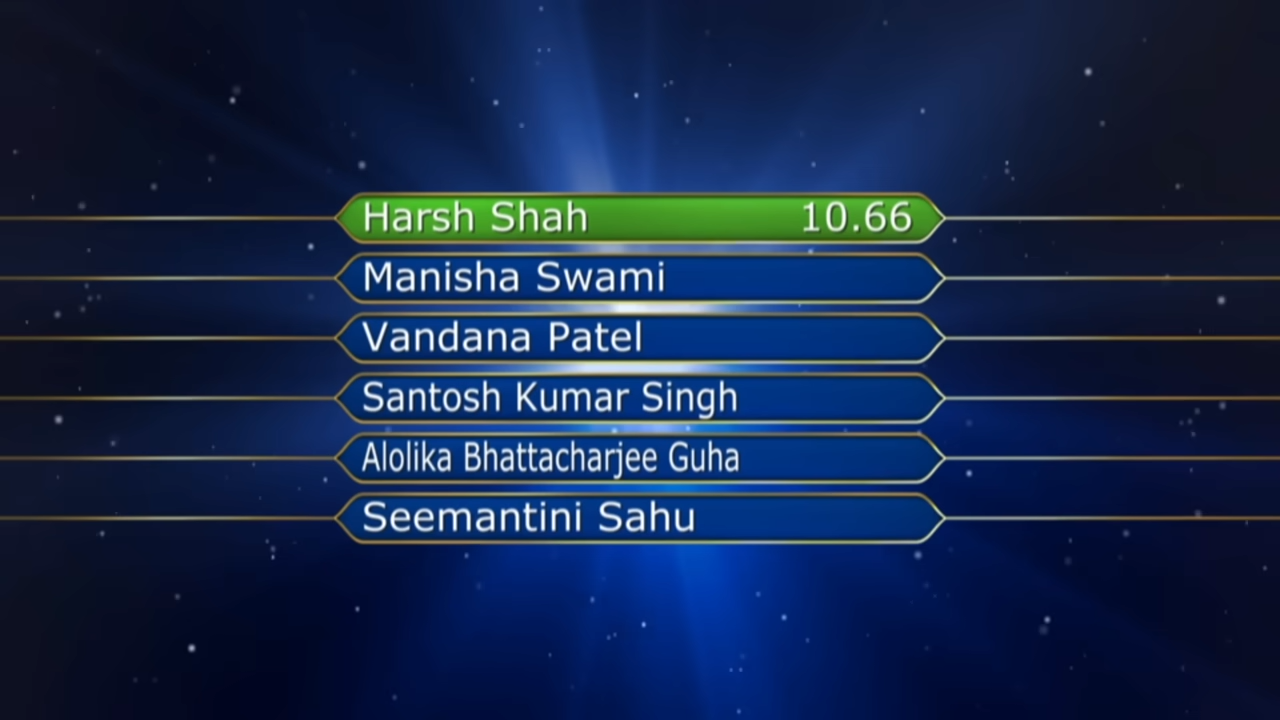 Harsh Shah 10.66
Manisha Swami
Vandana Patel
Santosh Kumar Singh
Alolika Bhattacharjee Guha
Seemantini Sahu